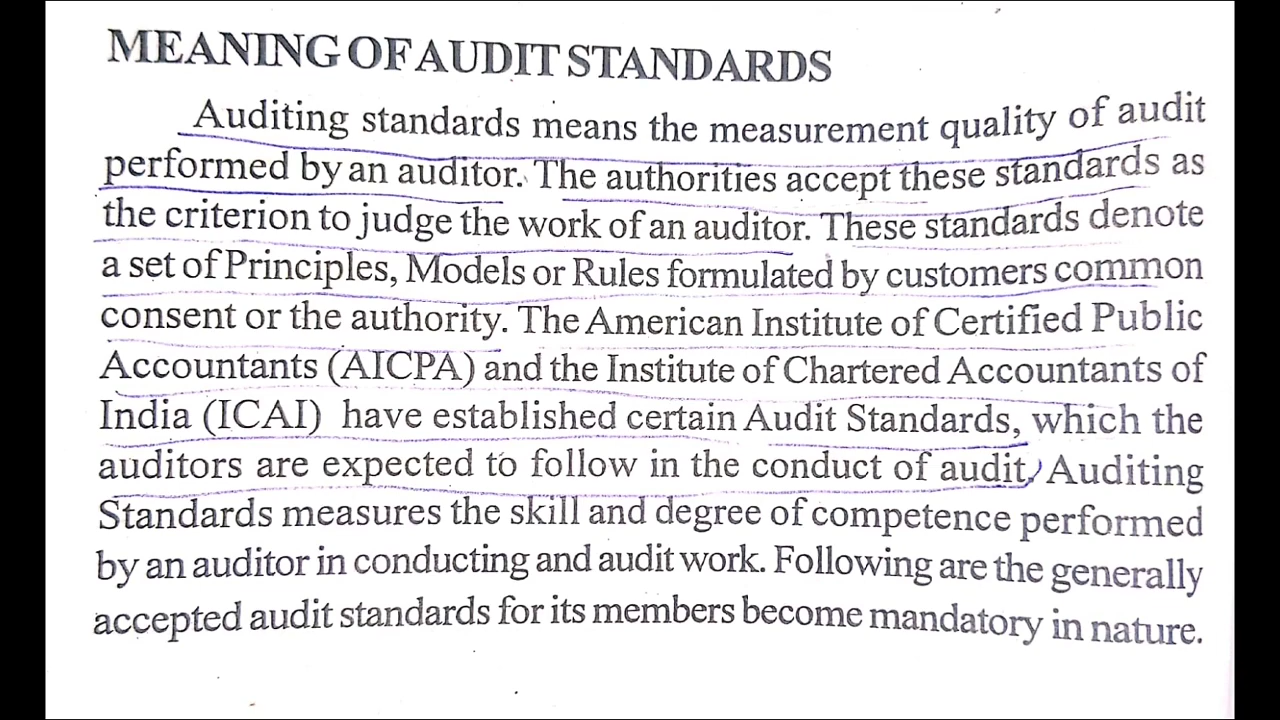 MEANING OF AUDIT STANDARDS
Auditing standards means the measurement quality of audit
performed by an auditor. The authorities accept these standards as
the criterion to judge the work of an auditor. These standards denote
a set of Principles, Models or Rules formulated by customers common
consent or the authority. The American Institute of Certified Public
Accountants (AICPA) and the Institute of Chartered Accountants of
India (ICAI) have established certain Audit Standards, which the
auditors are expected to follow in the conduct of audit, Auditing
Standards measures the skill and degree of competence performed
by an auditor in conducting and audit work. Following are the generally
accepted audit standards for its members become mandatory in nature.